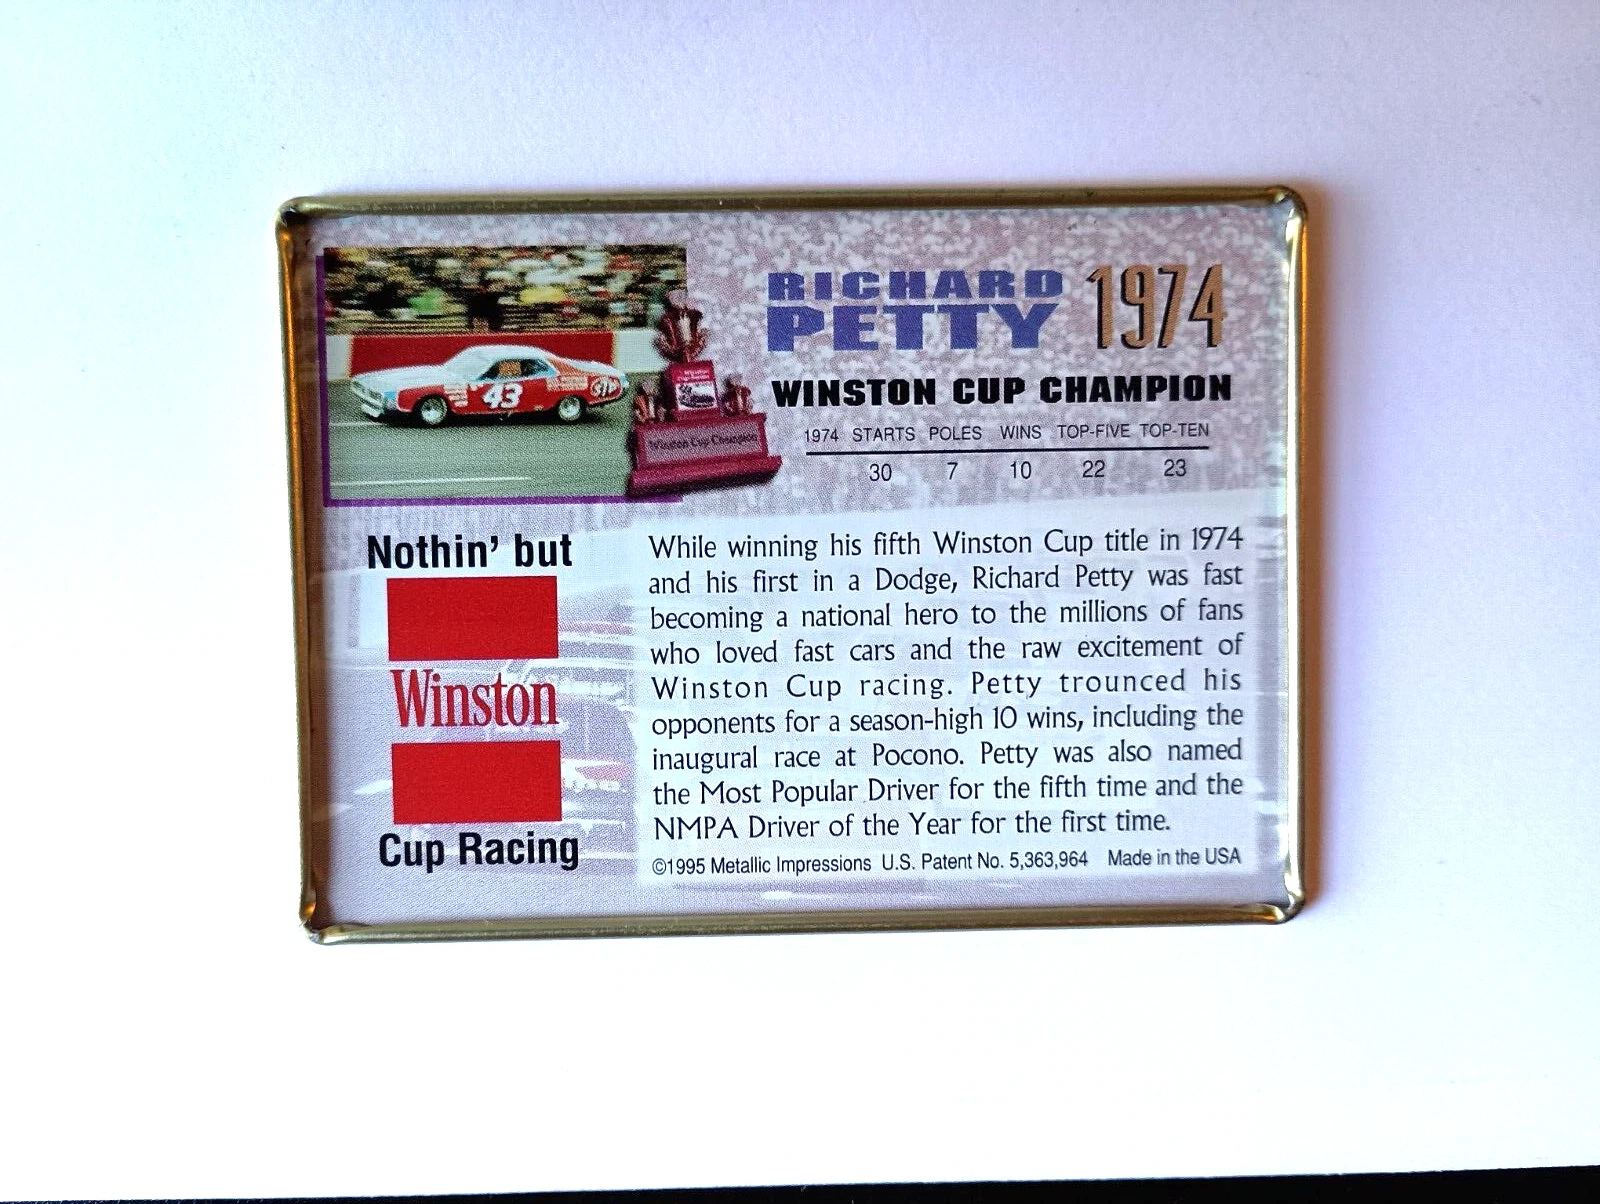 RICHARD
PETTY
1974
WINSTON CUP CHAMPION
1974 STARTS POLES WINS TOP-FIVE TOP-TEN
30 7 10 22 23
43
STP
Winston Cup Champion
Nothin' but
Winston
Cup Racing
While winning his fifth Winston Cup title in 1974
and his first in a Dodge, Richard Petty was fast
becoming a national hero to the millions of fans
who loved fast cars and the raw excitement of
Winston Cup racing. Petty trounced his
opponents for a season-high 10 wins, including the
inaugural race at Pocono. Petty was also named
the Most Popular Driver for the fifth time and the
NMPA Driver of the Year for the first time.
©1995 Metallic Impressions U.S. Patent No. 5,363,964 Made in the USA